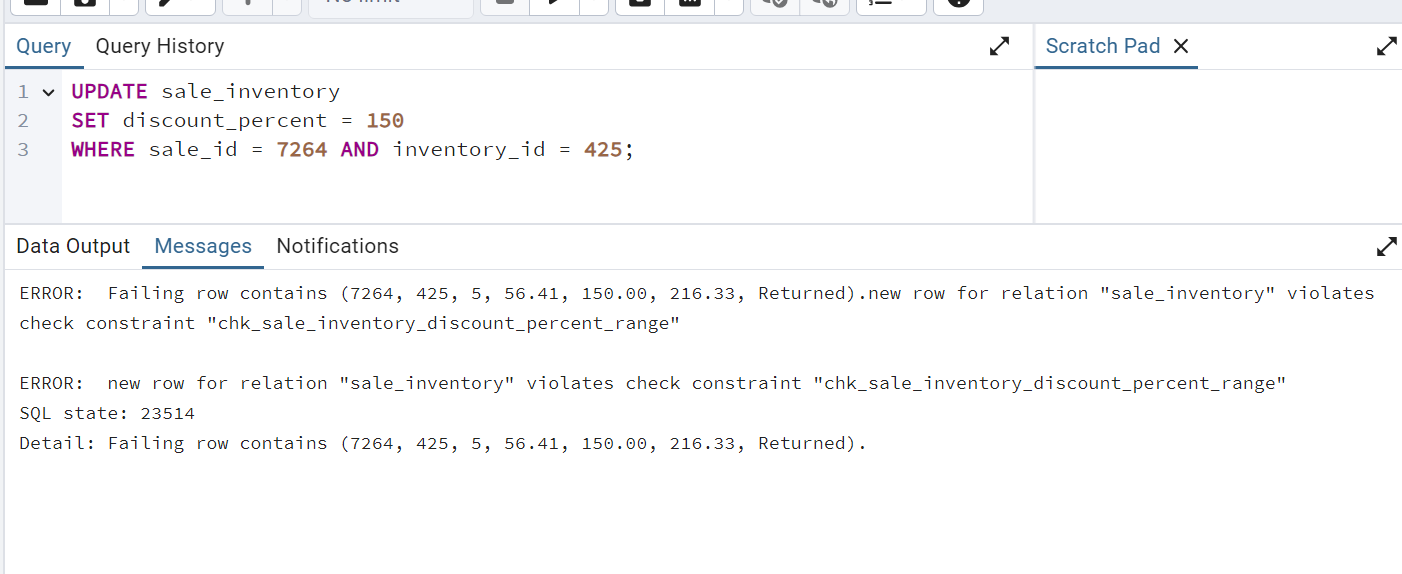 Query Query History Scratch Pad
1 UPDATE sale_inventory
2 SET discount_percent = 150
3 WHERE sale_id = 7264 AND inventory_id = 425;
Data Output Messages Notifications
ERROR:  Failing row contains (7264, 425, 5, 56.41, 150.00, 216.33, Returned).new row for relation "sale_inventory" violates
check constraint "chk_sale_inventory_discount_percent_range"
ERROR:  new row for relation "sale_inventory" violates check constraint "chk_sale_inventory_discount_percent_range"
SQL state: 23514
Detail: Failing row contains (7264, 425, 5, 56.41, 150.00, 216.33, Returned).